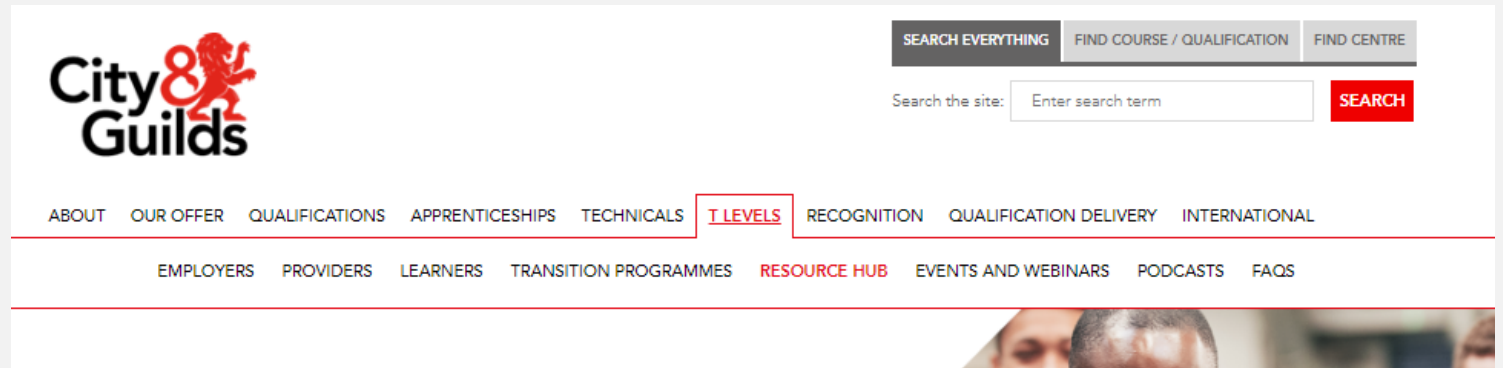 City&
Guilds
SEARCH EVERYTHING FIND COURSE / QUALIFICATION FIND CENTRE
Search the site: Enter search term SEARCH
ABOUT OUR OFFER QUALIFICATIONS APPRENTICESHIPS TECHNICALS T LEVELS RECOGNITION QUALIFICATION DELIVERY INTERNATIONAL
EMPLOYERS PROVIDERS LEARNERS TRANSITION PROGRAMMES RESOURCE HUB EVENTS AND WEBINARS PODCASTS FAQS